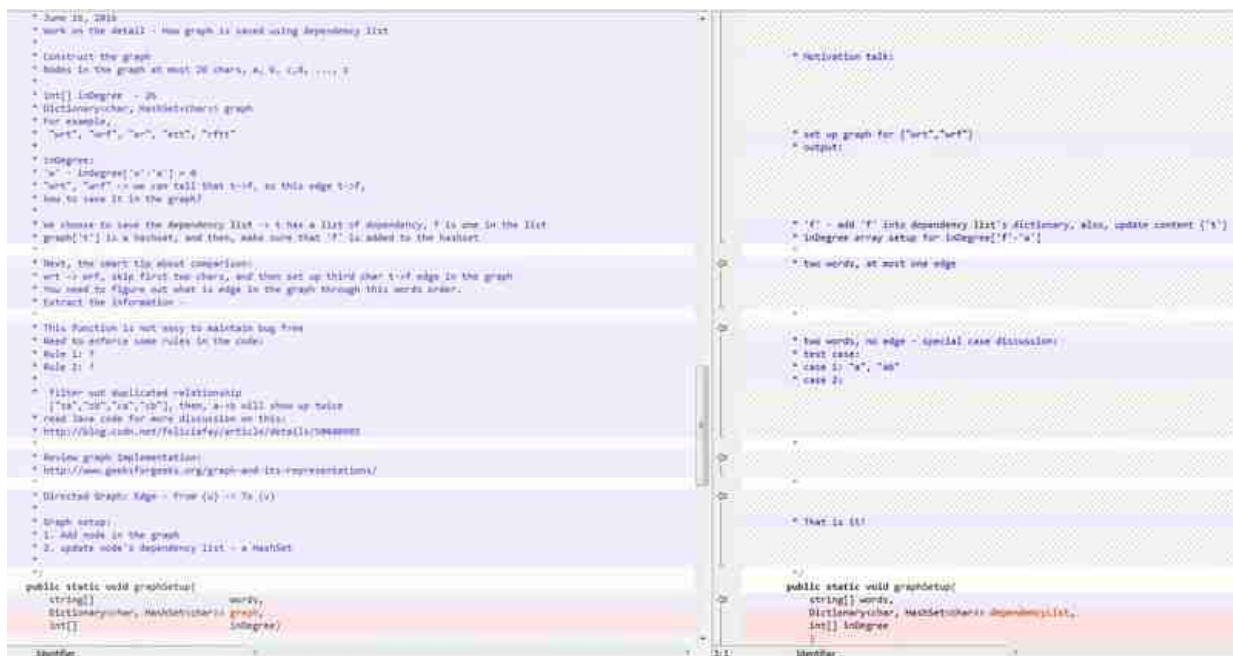 * June 18, 2016
* Work on the detail - How graph is saved using dependency list
*
* Construct the graph
* Nodes in the graph at most 26 chars, a, b, c,d, ..., z
*
* int[] inDegree - 26
* Dictionary<char, HashSet<char>> graph
* For example,
* "wrt", "wrf", "er", "ett", "rftt"
*
* inDegree:
* 'w' - indegree['w'-'a'] = 0
* "wrt", "wrf" -> we can tell that t->f, so this edge t->f,
* how to save it in the graph?
*
* We choose to save the dependency list -> t has a list of dependency, f is one in the list
* graph['t'] is a hashset, and then, make sure that 'f' is added to the hashset
*
* Next, the smart tip about comparison:
* wrt -> wrf, skip first two chars, and then set up third char t->f edge in the graph
* You need to figure out what is edge in the graph through this words order.
* Extract the information -
*
* This function is not easy to maintain bug free
* Need to enforce some rules in the code:
* Rule 1: ?
* Rule 2: ?
*
* filter out duplicated relationship
["za","zb","ca","cb"], then, a->b will show up twice
* read Java code for more discussion on this:
* http://blog.csdn.net/feliciafay/article/details/
*
* Review graph implementation:
* http://www.geeksforgeeks.org/graph-and-its-representations/
*
* Directed Graph: Edge - from (u) -> To (v)
*
* Graph setup:
* 1. Add node in the graph
* 2. update node's dependency list - a HashSet
*
*/
public static void graphSetup(
string[] words,
Dictionary<char, HashSet<char>> graph,
int[] inDegree)
Identifier
* Motivation talk:
* set up graph for {"wrt","wrf"}
* output:
* 'f' - add 'f' into dependency list's dictionary, also, update content {'t'}
* inDegree array setup for inDegree['f'-'a']
* two words, at most one edge
*
* two words, no edge - special case discussion:
* test case:
* case 1: "a", "ab"
* case 2:
*
*
* That is it!
*/
public static void graphSetup(
string[] words,
Dictionary<char, HashSet<char>> dependencyList,
int[] inDegree
)
1:1
Identifier